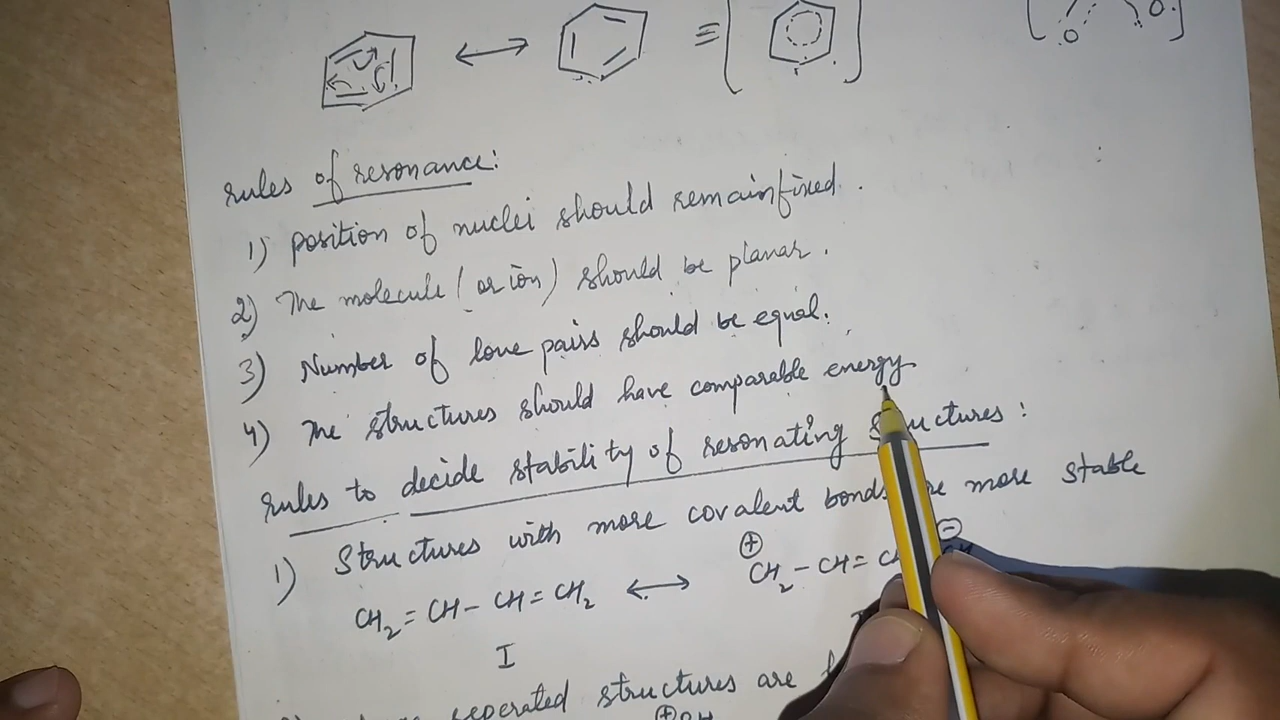 O.
O
rules of resonance:
1) Position of nuclei should remain fixed.
2) The molecule (or ion) should be planar.
3) Number of lone pairs should be equal.
4) The structures should have comparable energy
rules to decide stability of resonating structures:
1) Structures with more covalent bonds are more stable
CH₂ = CH - CH = CH₂ ↔ ⊕CH₂ - CH = CH ⊖
I
seperated structures are
⊕OH